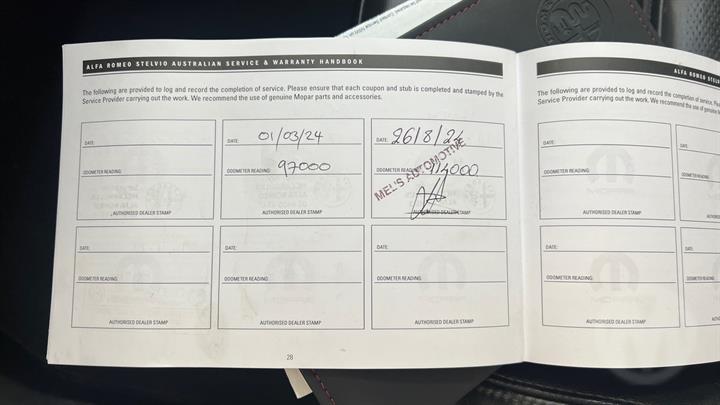 ALFA ROMEO STELVIO AUSTRALIAN SERVICE & WARRANTY HANDBOOK
The following are provided to log and record the completion of service. Please ensure that each coupon and stub is completed and stamped by the
Service Provider carrying out the work. We recommend the use of genuine Mopar parts and accessories.
DATE:
ODOMETER READING:
AUTHORISED DEALER STAMP
DATE: 01/03/24
ODOMETER READING: 97000
AUTHORISED DEALER STAMP
DATE: 26/8/24
ODOMETER READING: 114000
MEL'S AUTOMOTIVE
AUTHORISED DEALER STAMP
DATE:
ODOMETER READING:
AUTHORISED DEALER STAMP
DATE:
ODOMETER READING:
AUTHORISED DEALER STAMP
DATE:
ODOMETER READING:
AUTHORISED DEALER STAMP
28
ALFA ROMEO
The following are provided to log and record the completion of service.
Service Provider carrying out the work. We recommend the use of
DATE:
ODOMETER READING:
AUTHORISED DEALER STAMP
DATE:
ODOMETER
DATE:
ODOMETER READING:
AUTHORISED DEALER STAMP
DATE:
ODOMETER